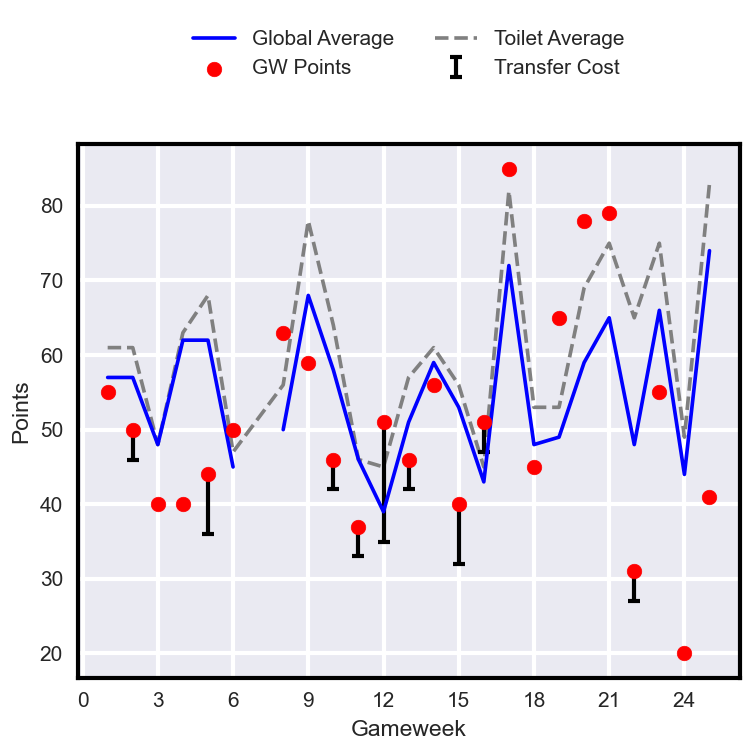 Global Average
Toilet Average
GW Points
Transfer Cost
80
70
60
50
40
30
20
Points
0 3 6 9 12 15 18 21 24
Gameweek